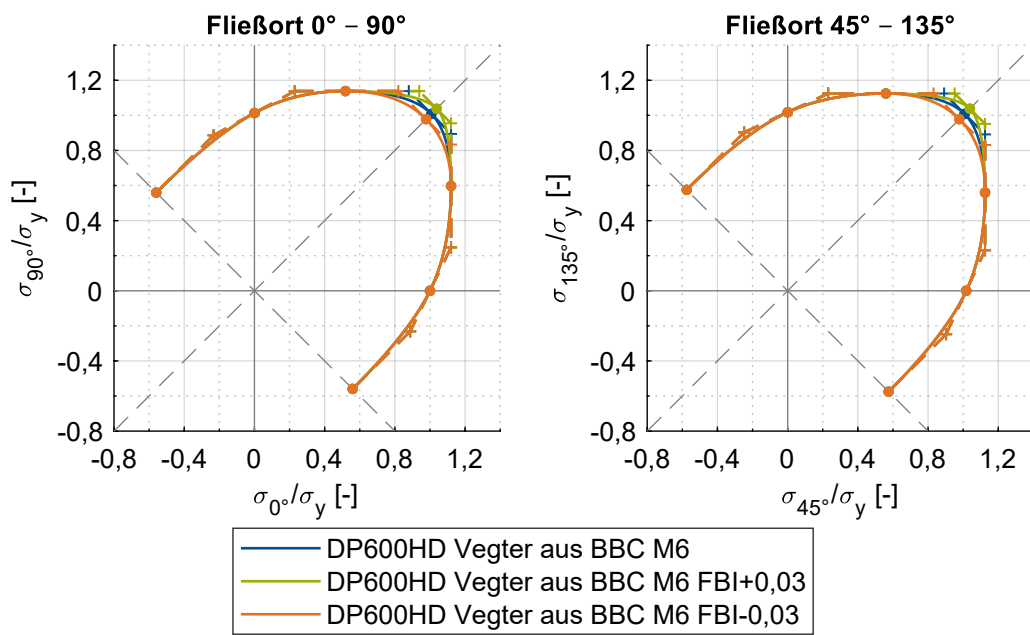 Fließort 0° – 90°
σ90°/σy [-]
1,2
0,8
0,4
0
-0,4
-0,8
-0,8 -0,4 0 0,4 0,8 1,2
σ0°/σy [-]
Fließort 45° – 135°
σ135°/σy [-]
1,2
0,8
0,4
0
-0,4
-0,8
-0,8 -0,4 0 0,4 0,8 1,2
σ45°/σy [-]
DP600HD Vegter aus BBC M6
DP600HD Vegter aus BBC M6 FBI+0,03
DP600HD Vegter aus BBC M6 FBI-0,03